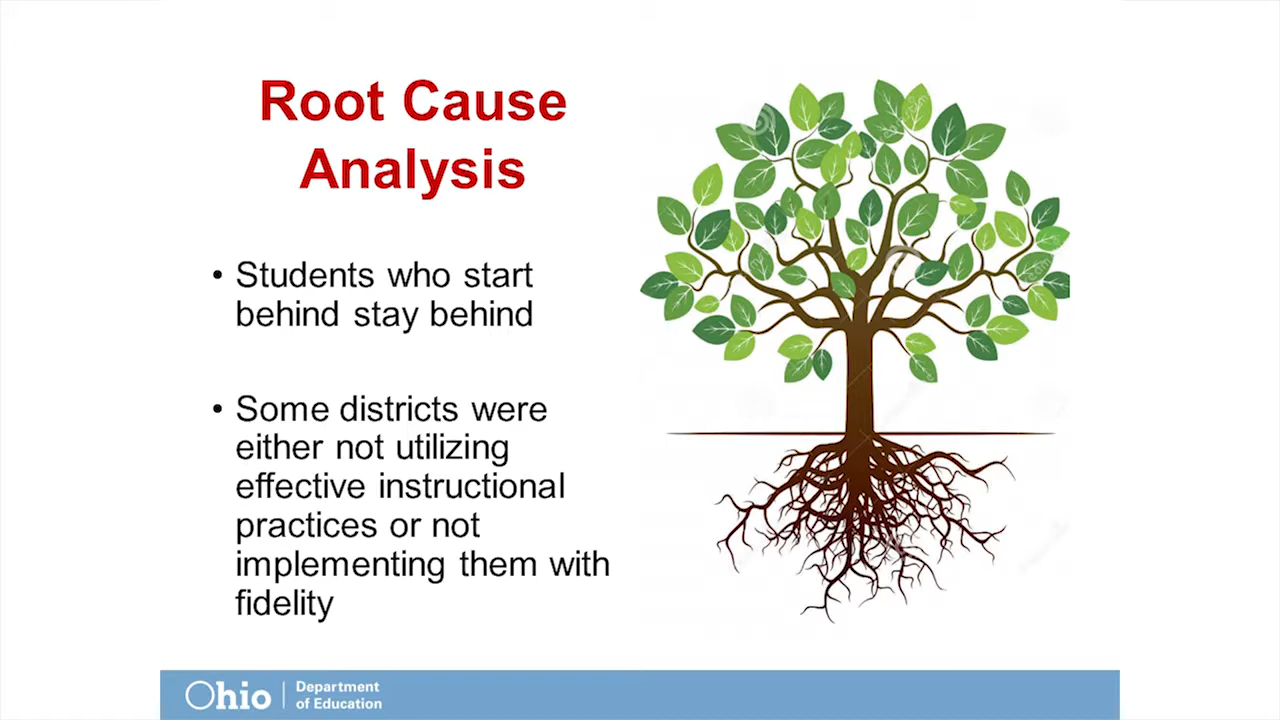 Root Cause
Analysis
• Students who start
behind stay behind
• Some districts were
either not utilizing
effective instructional
practices or not
implementing them with
fidelity
Ohio
Department
of Education